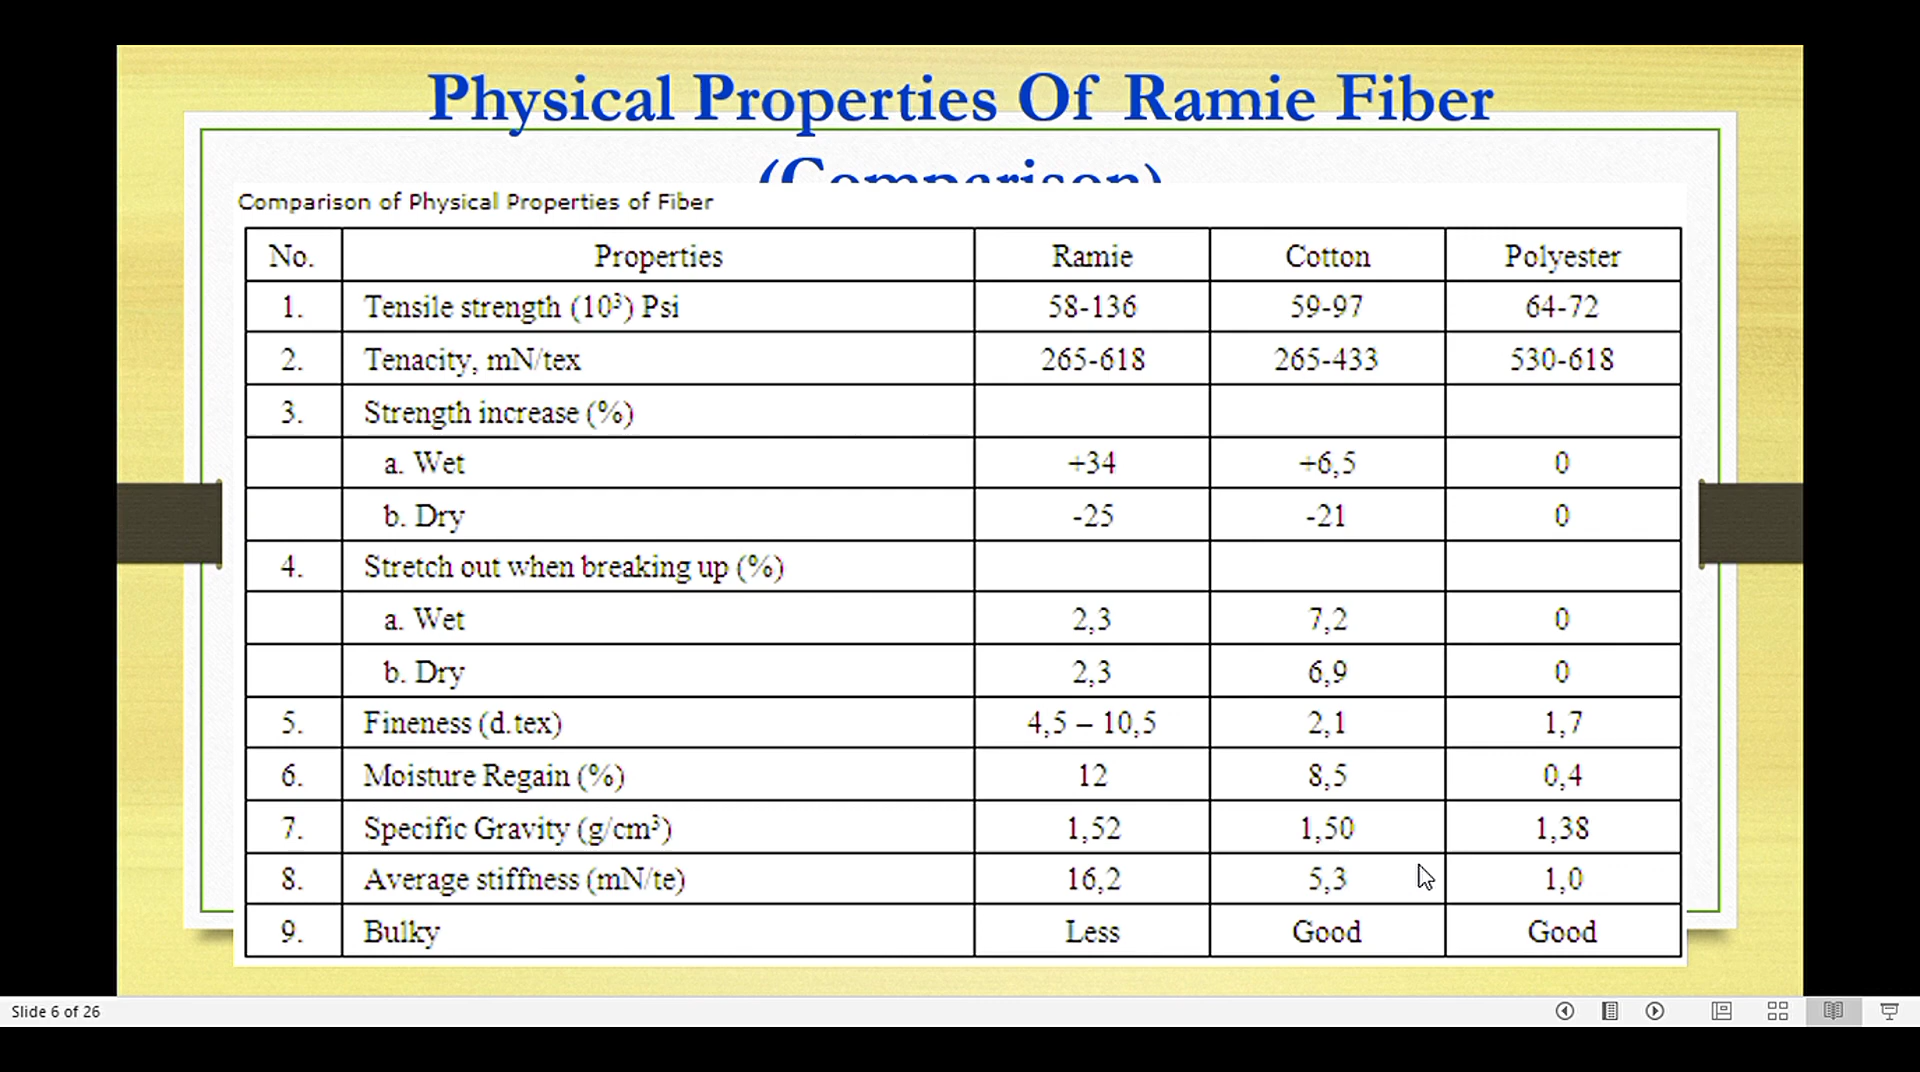 Physical Properties Of Ramie Fiber
(Comparison)
Comparison of Physical Properties of Fiber
No. Properties Ramie Cotton Polyester
1. Tensile strength (10³) Psi 58-136 59-97 64-72
2. Tenacity, mN/tex 265-618 265-433 530-618
3. Strength increase (%)
a. Wet +34 +6,5 0
b. Dry -25 -21 0
4. Stretch out when breaking up (%)
a. Wet 2,3 7,2 0
b. Dry 2,3 6,9 0
5. Fineness (d.tex) 4,5 – 10,5 2,1 1,7
6. Moisture Regain (%) 12 8,5 0,4
7. Specific Gravity (g/cm³) 1,52 1,50 1,38
8. Average stiffness (mN/te) 16,2 5,3 1,0
9. Bulky Less Good Good
Slide 6 of 26